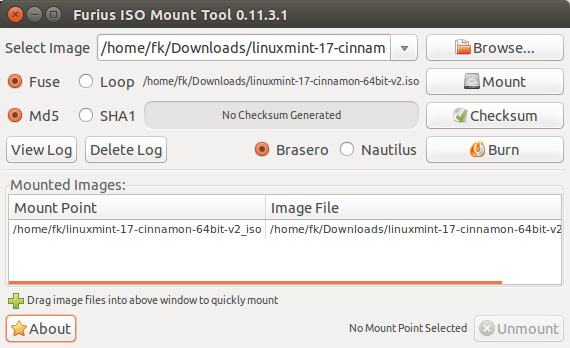 Furius ISO Mount Tool 0.11.3.1
Select Image /home/fk/Downloads/linuxmint-17-cinnam Browse...
Fuse Loop /home/fk/Downloads/linuxmint-17-cinnamon-64bit-v2.iso Mount
Md5 SHA1 No Checksum Generated Checksum
View Log Delete Log Brasero Nautilus Burn
Mounted Images:
Mount Point Image File
/home/fk/linuxmint-17-cinnamon-64bit-v2_iso /home/fk/Downloads/linuxmint-17-cinnamon-64bit-v2
Drag image files into above window to quickly mount
About No Mount Point Selected Unmount